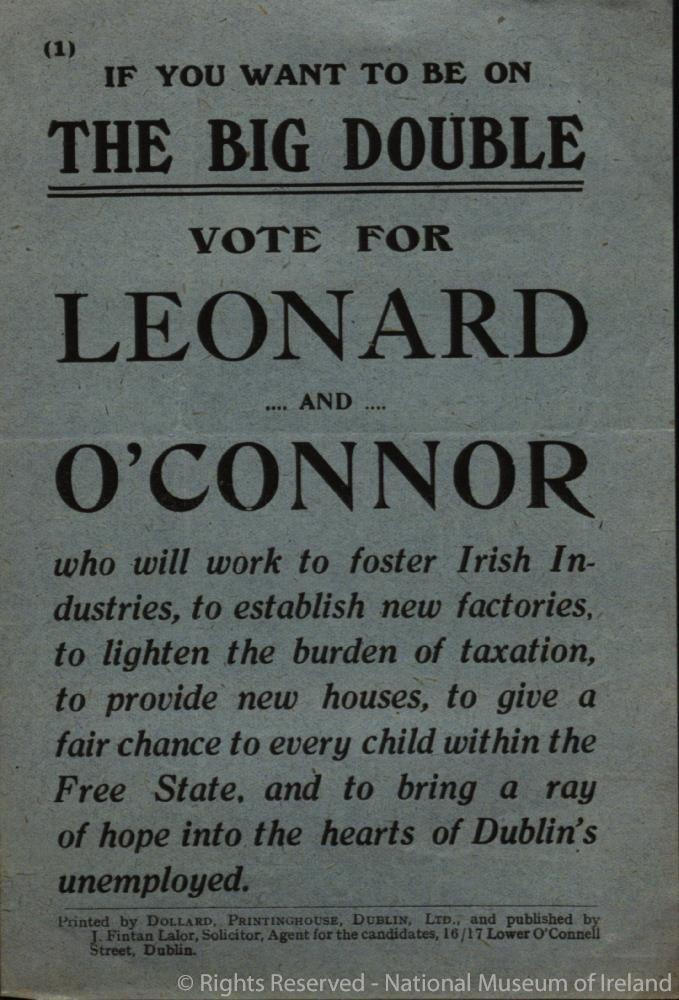 (1)
IF YOU WANT TO BE ON
THE BIG DOUBLE
VOTE FOR
LEONARD
.... AND ....
O'CONNOR
who will work to foster Irish In-
dustries, to establish new factories,
to lighten the burden of taxation,
to provide new houses, to give a
fair chance to every child within the
Free State, and to bring a ray
of hope into the hearts of Dublin's
unemployed.
Printed by DOLLARD, PRINTINGHOUSE, DUBLIN, LTD., and published by
J. Fintan Lalor, Solicitor, Agent for the candidates, 16/17 Lower O'Connell
Street, Dublin.
© Rights Reserved - National Museum of Ireland